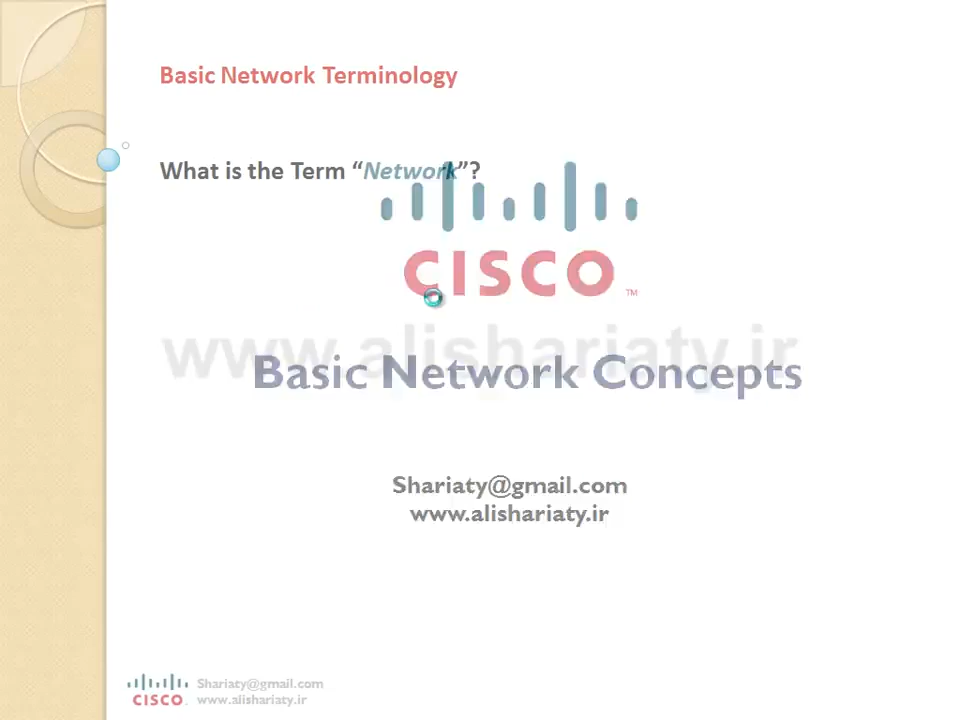 Basic Network Terminology
What is the Term “Network”?
CISCO
TM
www.alishariaty.ir
Basic Network Concepts
Shariaty@gmail.com
www.alishariaty.ir
CISCO
Shariaty@gmail.com
www.alishariaty.ir